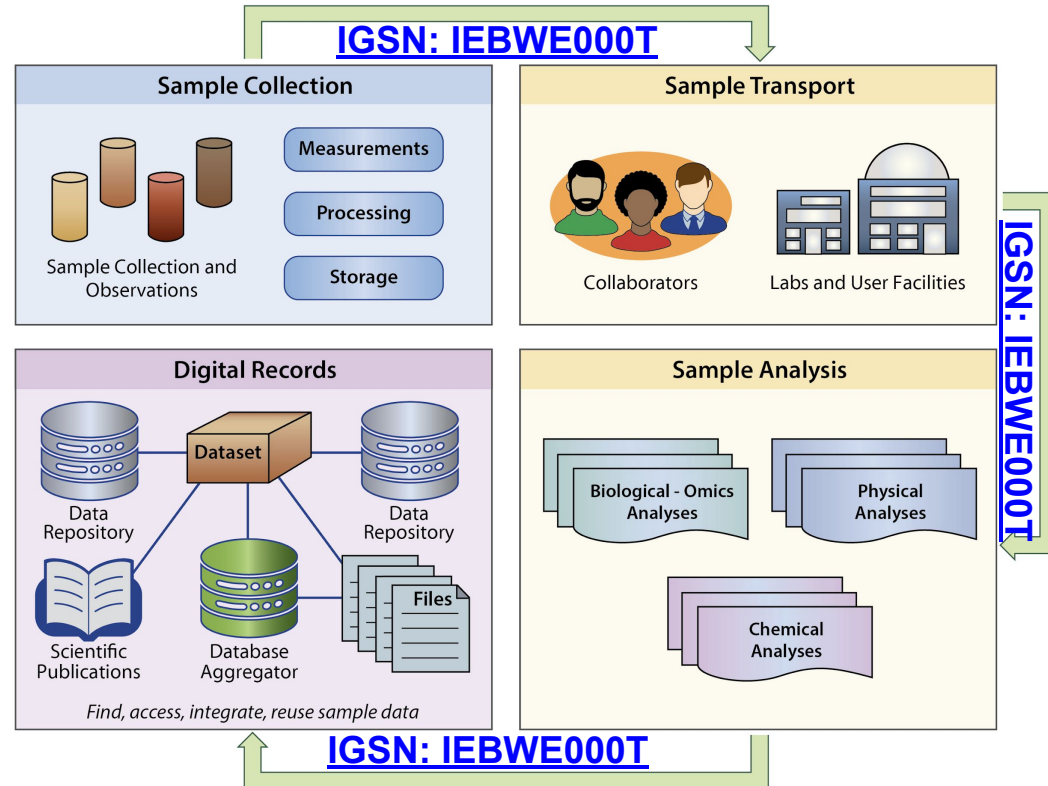 IGSN: IEBWE000T
Sample Collection
Measurements
Processing
Storage
Sample Collection and
Observations
Sample Transport
Collaborators
Labs and User Facilities
IGSN: IEBWE000T
Digital Records
Dataset
Data
Repository
Data
Repository
Scientific
Publications
Database
Aggregator
Files
Find, access, integrate, reuse sample data
Sample Analysis
Biological - Omics
Analyses
Physical
Analyses
Chemical
Analyses
IGSN: IEBWE000T